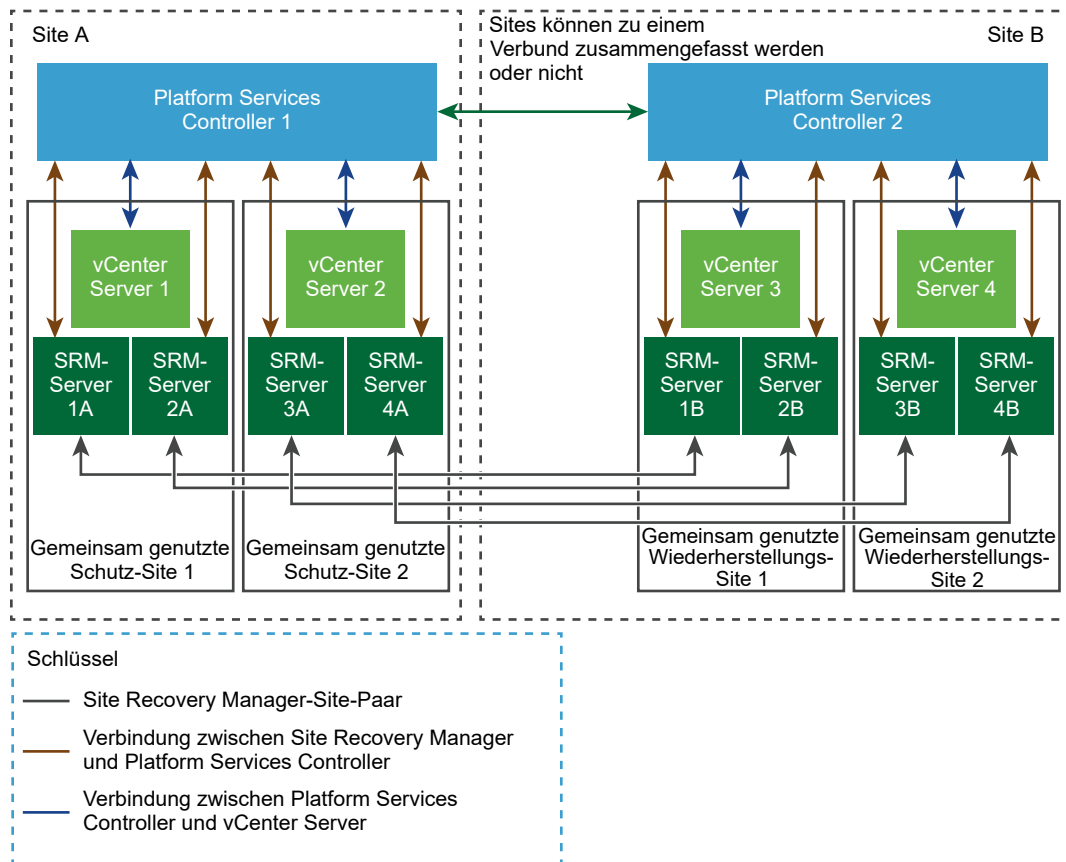 Site A
Sites können zu einem
Verbund zusammengefasst werden
oder nicht
Site B
Platform Services
Controller 1
Platform Services
Controller 2
vCenter
Server 1
vCenter
Server 2
vCenter
Server 3
vCenter
Server 4
SRM-
Server
1A
SRM-
Server
2A
SRM-
Server
3A
SRM-
Server
4A
SRM-
Server
1B
SRM-
Server
2B
SRM-
Server
3B
SRM-
Server
4B
Gemeinsam genutzte
Schutz-Site 1
Gemeinsam genutzte
Schutz-Site 2
Gemeinsam genutzte
Wiederherstellungs-
Site 1
Gemeinsam genutzte
Wiederherstellungs-
Site 2
Schlüssel
Site Recovery Manager-Site-Paar
Verbindung zwischen Site Recovery Manager
und Platform Services Controller
Verbindung zwischen Platform Services
Controller und vCenter Server